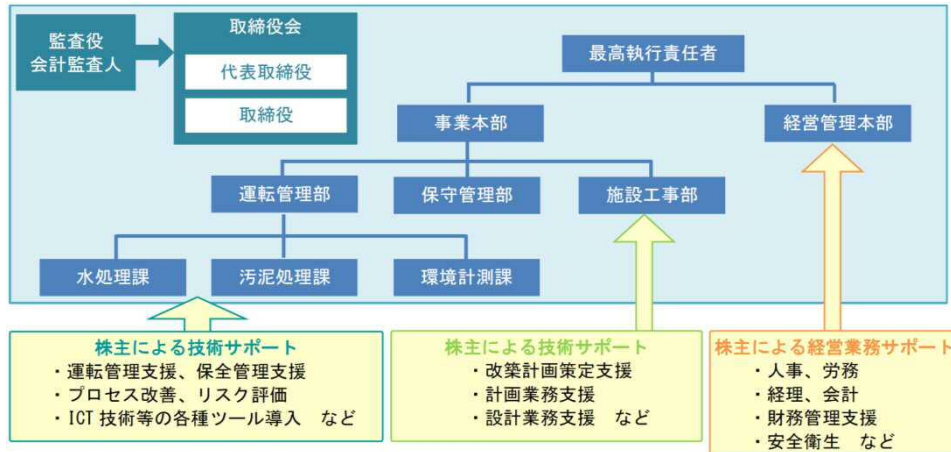 監査役
会計監査人
取締役会
代表取締役
取締役
最高執行責任者
事業本部
経営管理本部
運転管理部
保守管理部
施設工事部
水処理課
汚泥処理課
環境計測課
株主による技術サポート
・運転管理支援、保全管理支援
・プロセス改善、リスク評価
・ICT 技術等の各種ツール導入　など
株主による技術サポート
・改築計画策定支援
・計画業務支援
・設計業務支援　など
株主による経営業務サポート
・人事、労務
・経理、会計
・財務管理支援
・安全衛生　など